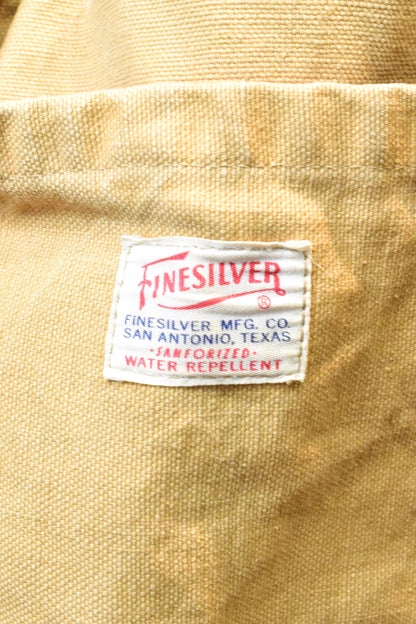 FINESILVER
®
FINESILVER MFG. CO.
SAN ANTONIO, TEXAS
-SANFORIZED-
WATER REPELLENT